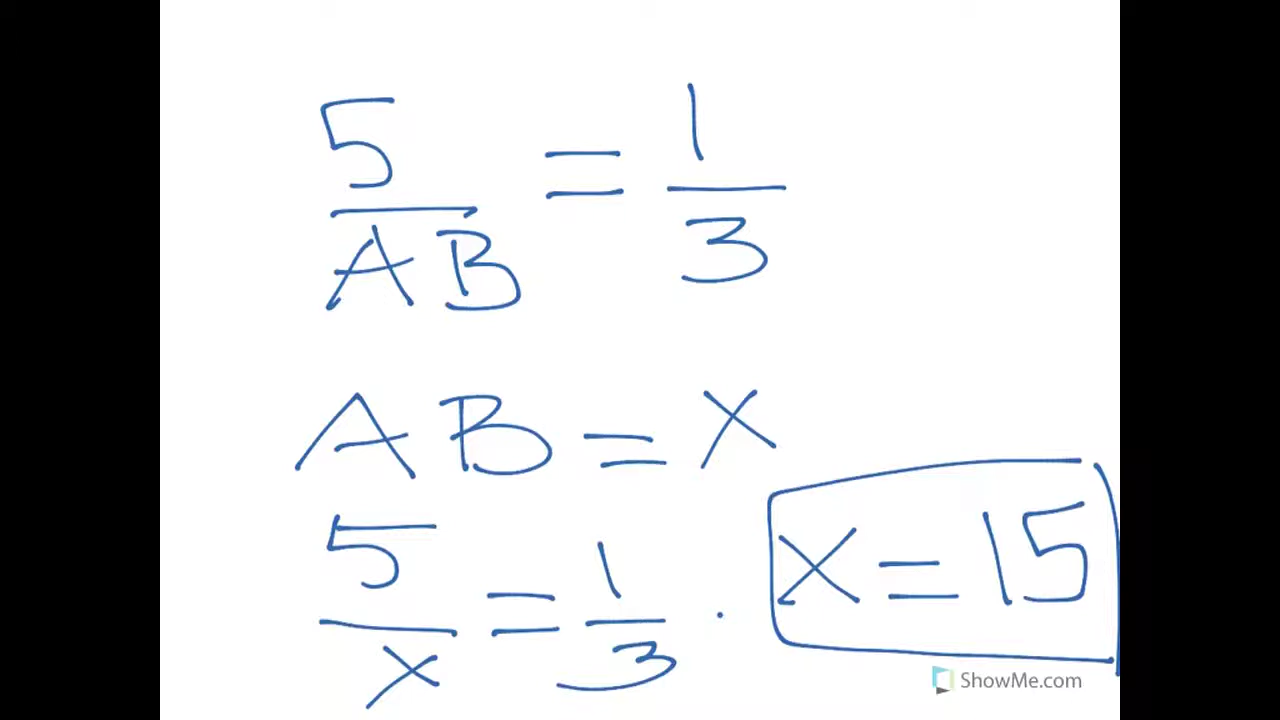 5/AB = 1/3
AB = x
5/x = 1/3 .
x = 15
ShowMe.com